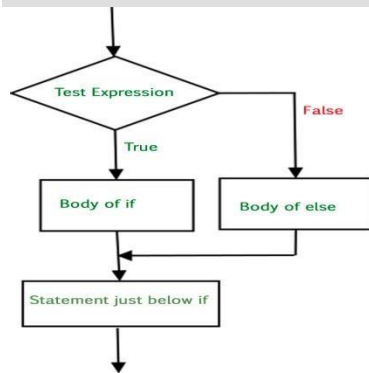 Test Expression
False
True
Body of if
Body of else
Statement just below if